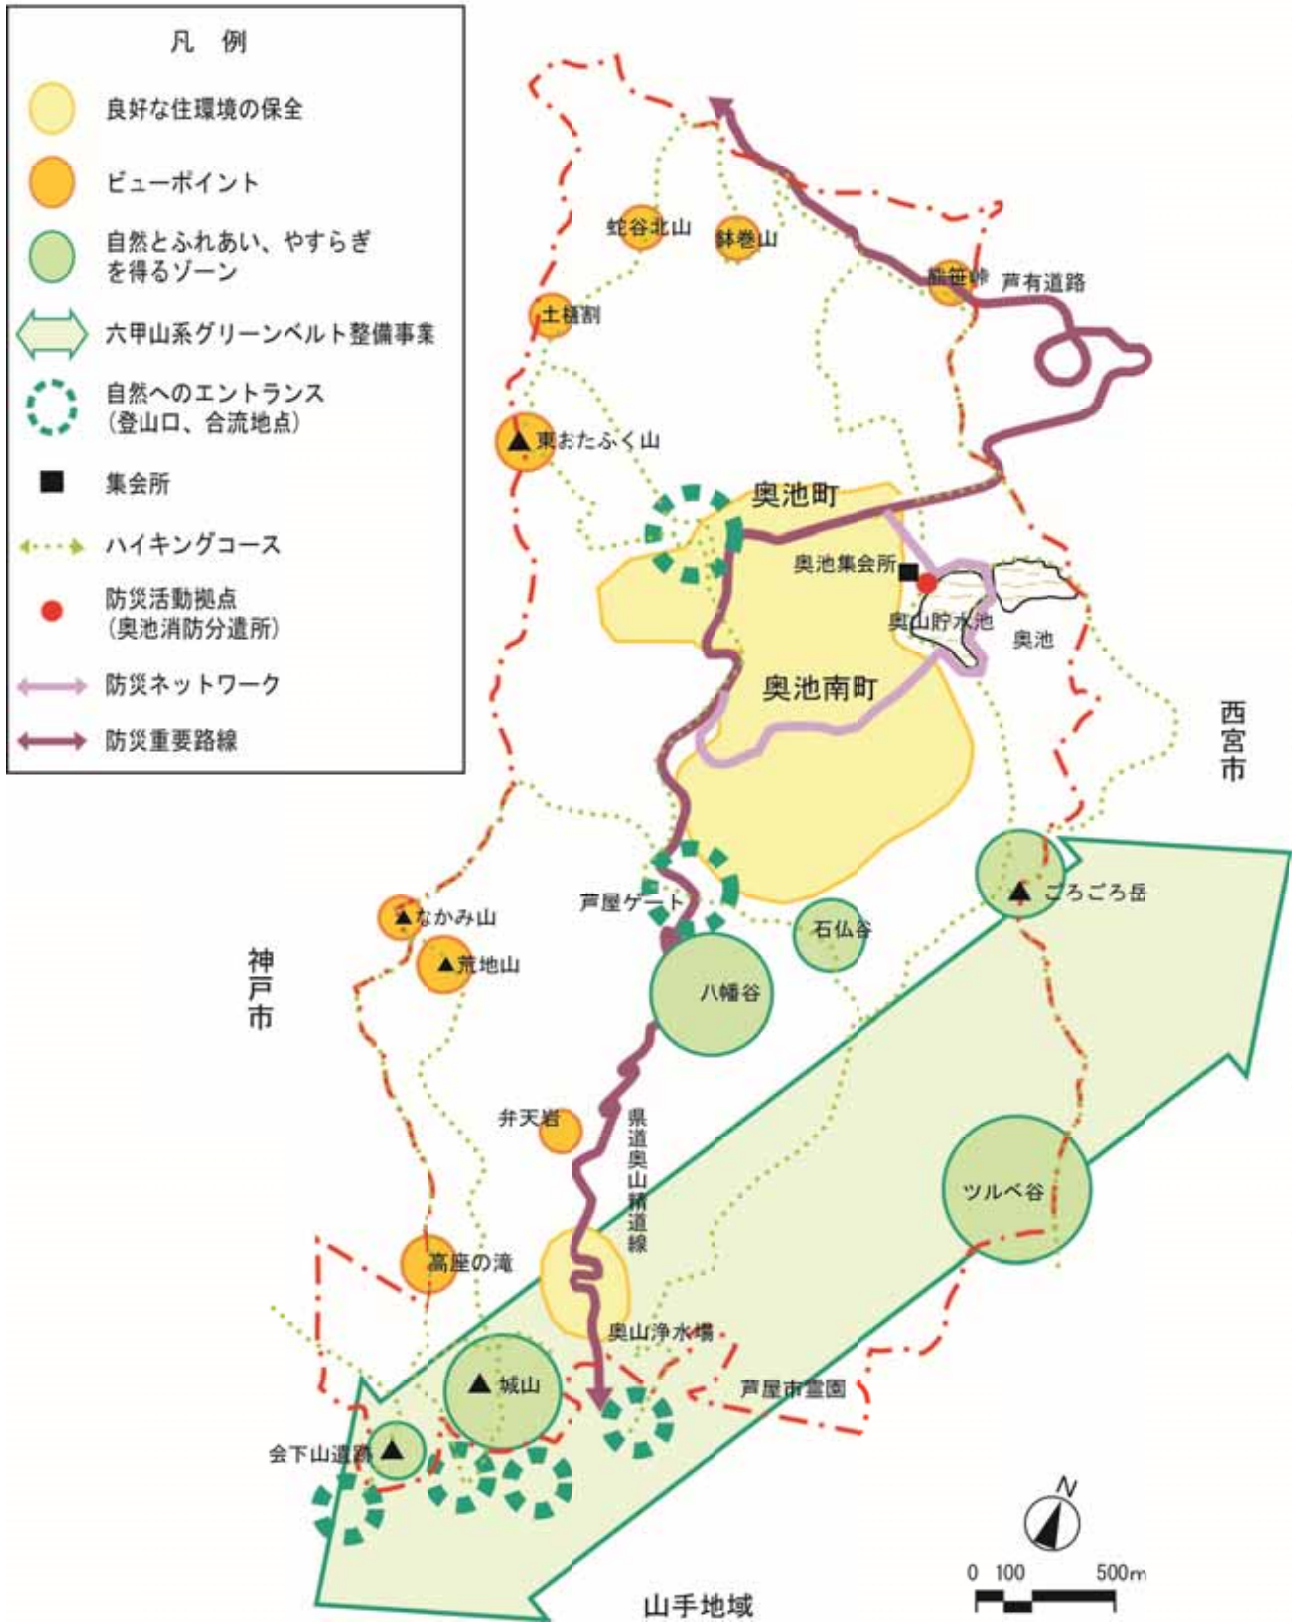 凡 例
良好な住環境の保全
ビューポイント
自然とふれあい、やすらぎ
を得るゾーン
六甲山系グリーンベルト整備事業
自然へのエントランス
(登山口、合流地点)
集会所
ハイキングコース
防災活動拠点
(奥池消防分遣所)
防災ネットワーク
防災重要路線
蛇谷北山
鉢巻山
熊笹峠
芦有道路
土樋割
東おたふく山
奥池町
奥池集会所
奥山貯水池
奥池
奥池南町
西宮市
芦屋ゲート
ごろごろ岳
なかみ山
石仏谷
荒地山
神戸市
八幡谷
弁天岩
県道奥山精道線
ツルベ谷
高座の滝
奥山浄水場
城山
芦屋市霊園
会下山遺跡
N
0 100 500m
山手地域